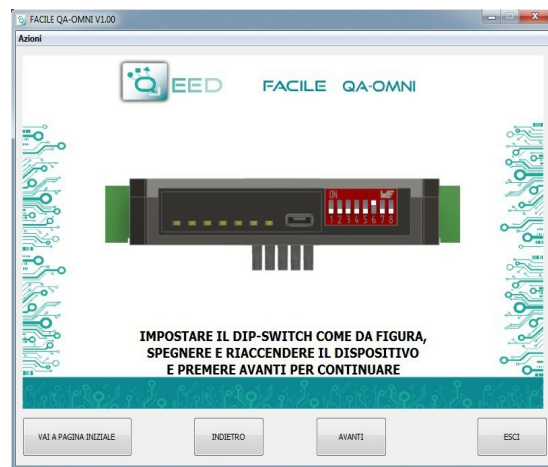 FACILE QA-OMNI V1.00
Azioni
QEED FACILE QA-OMNI
ON WE
1 2 3 4 5 6 7 8
IMPOSTARE IL DIP-SWITCH COME DA FIGURA,
SPEGNERE E RIACCENDERE IL DISPOSITIVO
E PREMERE AVANTI PER CONTINUARE
VAI A PAGINA INIZIALE INDIETRO AVANTI ESCI